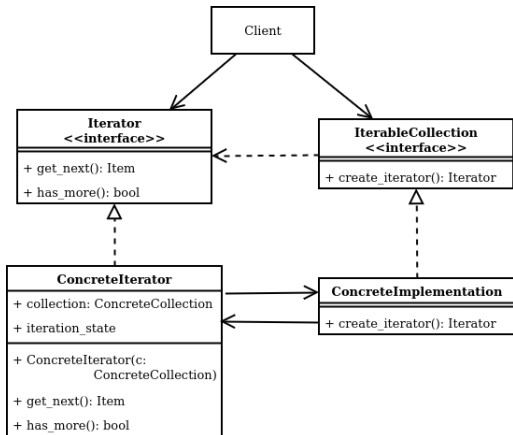 Client
Iterator
<<interface>>
+ get_next(): Item
+ has_more(): bool
IterableCollection
<<interface>>
+ create_iterator(): Iterator
ConcreteIterator
+ collection: ConcreteCollection
+ iteration_state
+ ConcreteIterator(c:
ConcreteCollection)
+ get_next(): Item
+ has_more(): bool
ConcreteImplementation
+ create_iterator(): Iterator